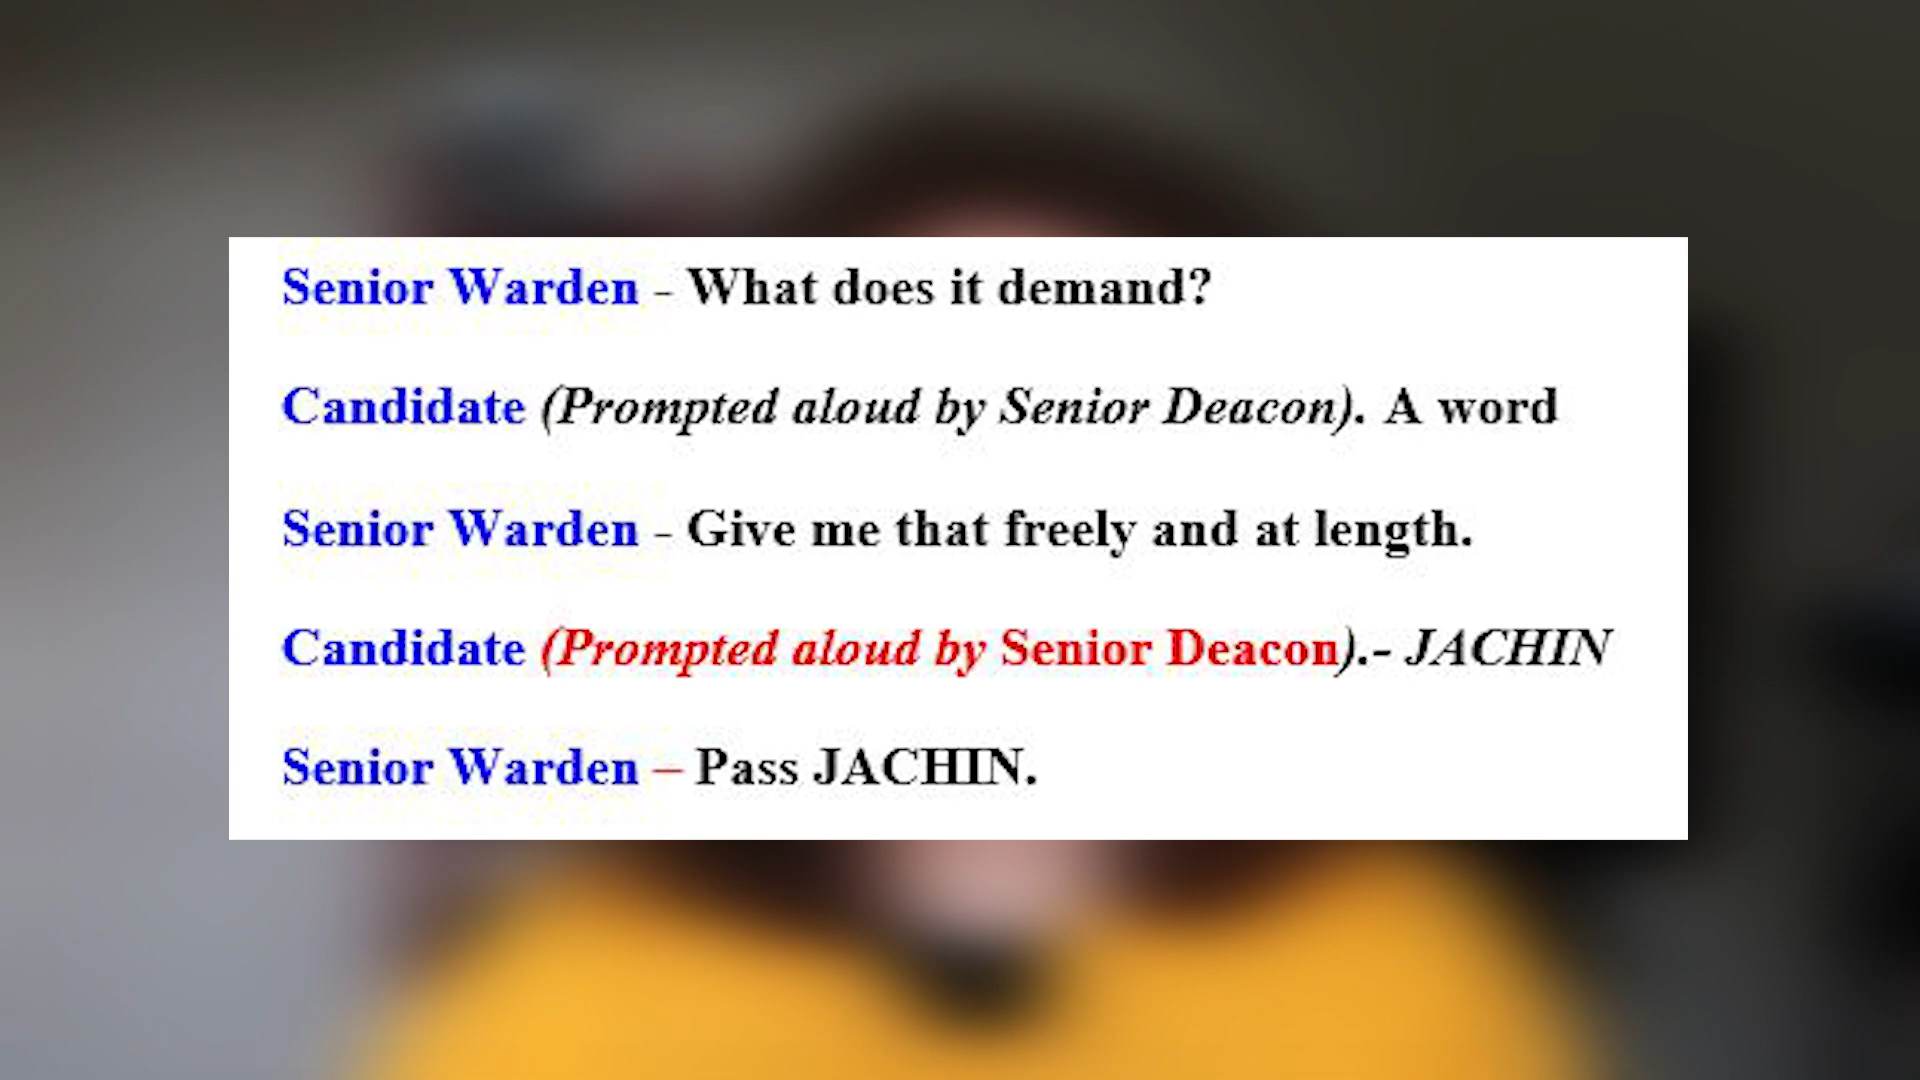 Senior Warden - What does it demand?
Candidate (Prompted aloud by Senior Deacon). A word
Senior Warden - Give me that freely and at length.
Candidate (Prompted aloud by Senior Deacon).- JACHIN
Senior Warden – Pass JACHIN.